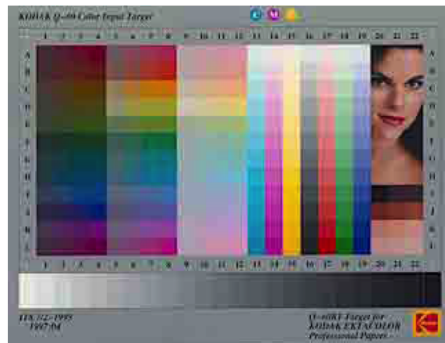 KODAK Q-60 Color Input Target
C M
1 2 3 4 5 6 7 8 9 10 11 12 13 14 15 16 17 18 19 20 21 22
A A
B B
C C
D D
E E
F F
G G
H H
I I
J J
K K
L L
1 2 3 4 5 6 7 8 9 10 11 12 13 14 15 16 17 18 19 20 21 22
IT8.7/2-1993
1997:04
Q-60R1 Target for
KODAK EKTACOLOR
Professional Papers
Kodak